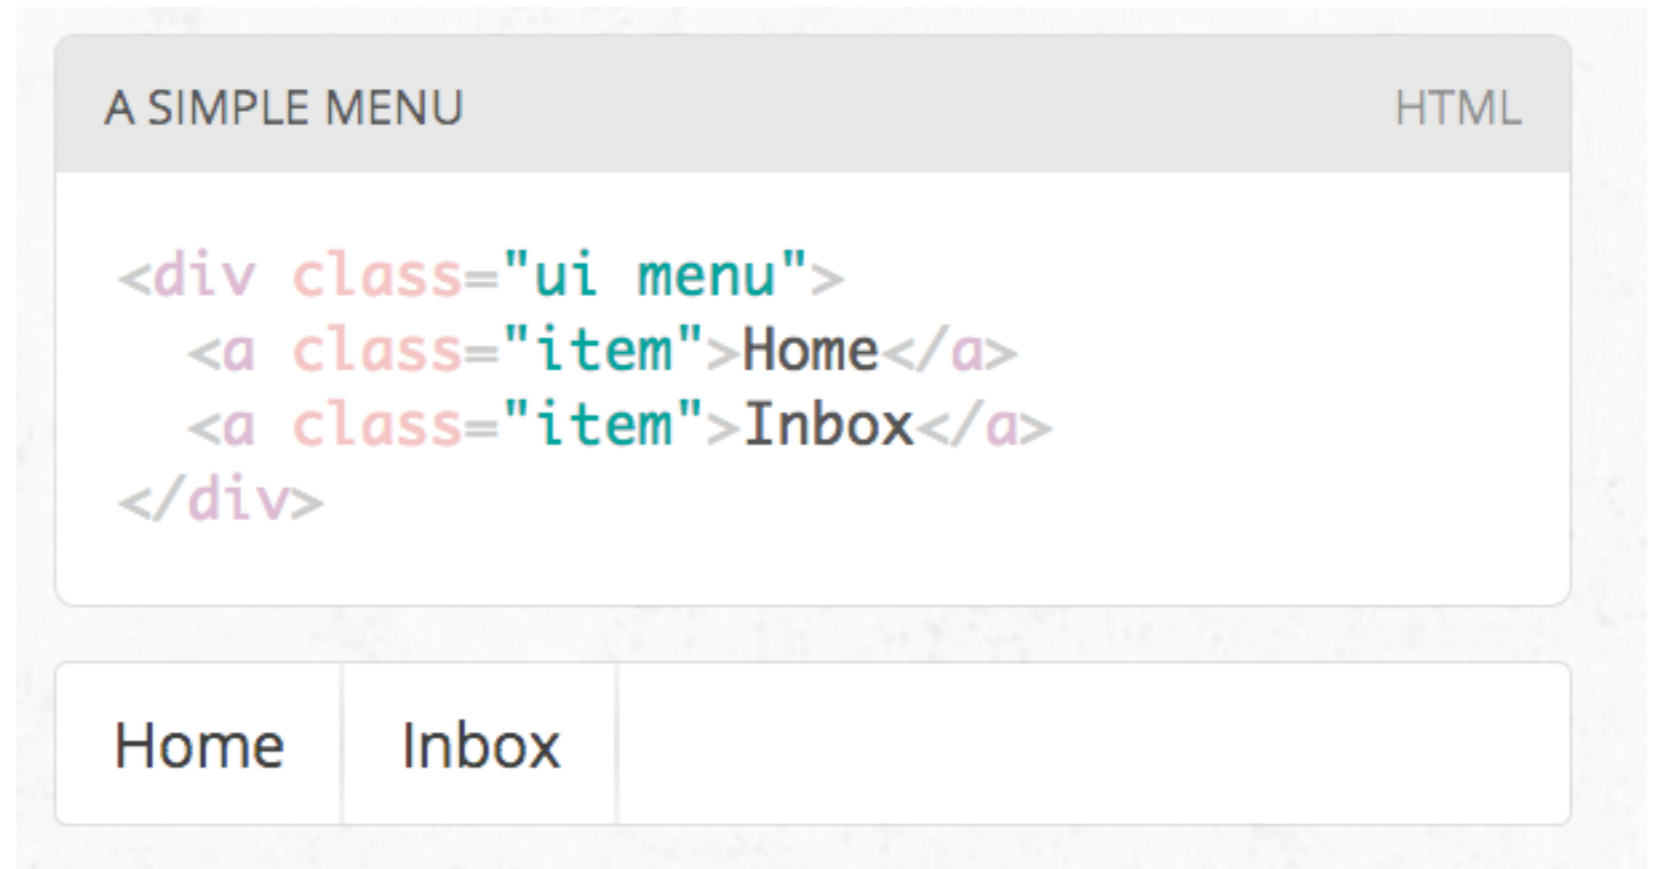 A SIMPLE MENU HTML
<div class="ui menu">
  <a class="item">Home</a>
  <a class="item">Inbox</a>
</div>
Home Inbox